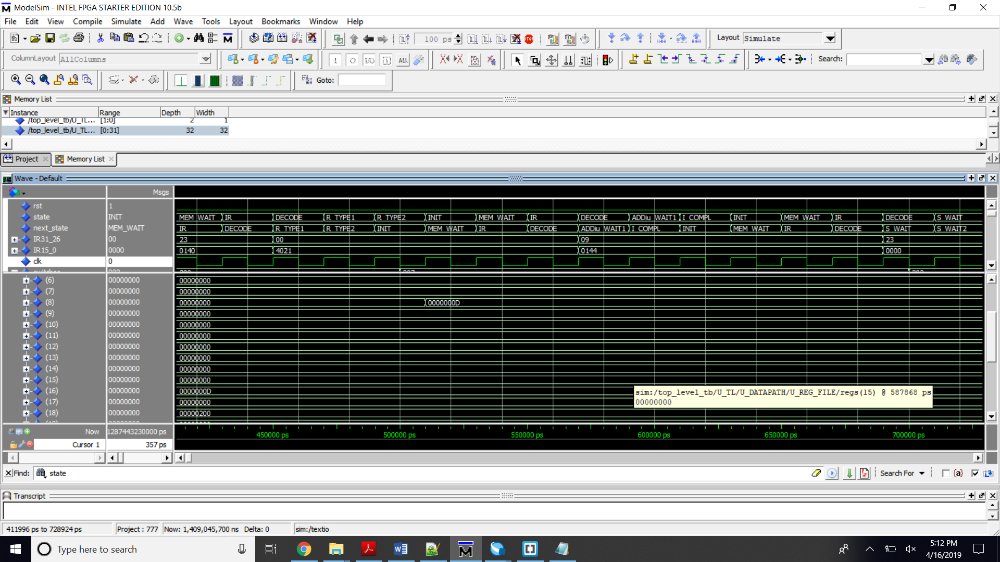 ModelSim - INTEL FPGA STARTER EDITION 10.5b
File Edit View Compile Simulate Add Wave Tools Layout Bookmarks Window Help
100 ps
Layout Simulate
ColumnLayout AllColumns
Search:
Goto:
Memory List
Instance Range Depth Width
/top_level_tb/U_TL... [1:0] 2 1
/top_level_tb/U_TL... [0:31] 32 32
Project Memory List
Wave - Default
Msgs
rst 1
state INIT MEM_WAIT IR DECODE R_TYPE1 R_TYPE2 INIT MEM_WAIT IR DECODE ADDiu_WAIT1 I_COMPL INIT MEM_WAIT IR DECODE S_WAIT
next_state MEM_WAIT IR DECODE R_TYPE1 R_TYPE2 INIT MEM_WAIT IR DECODE ADDiu_WAIT1 I_COMPL INIT MEM_WAIT IR DECODE S_WAIT S_WAIT2
IR31_26 00 23 00 09 23
IR15_0 0000 0140 4021 0144 0000
clk 0
(6) 00000000 00000000
(7) 00000000 00000000
(8) 00000000 00000000 0000000D
(9) 00000000 00000000
(10) 00000000 00000000
(11) 00000000 00000000
(12) 00000000 00000000
(13) 00000000 00000000
(14) 00000000 00000000
(15) 00000000 00000000
(16) 00000000 0000000D
(17) 00000000 00000000
(18) 00000000 00000200
sim:/top_level_tb/U_TL/U_DATAPATH/U_REG_FILE/regs(15) @ 587868 ps
00000000
Now 1287443230000 ps
450000 ps 500000 ps 550000 ps 600000 ps 650000 ps 700000 ps
Cursor 1 357 ps
Find: state Search For {a}
Transcript
411996 ps to 728924 ps Project : 777 Now: 1,409,045,700 ns Delta: 0 sim:/textio
Type here to search
5:12 PM
4/16/2019